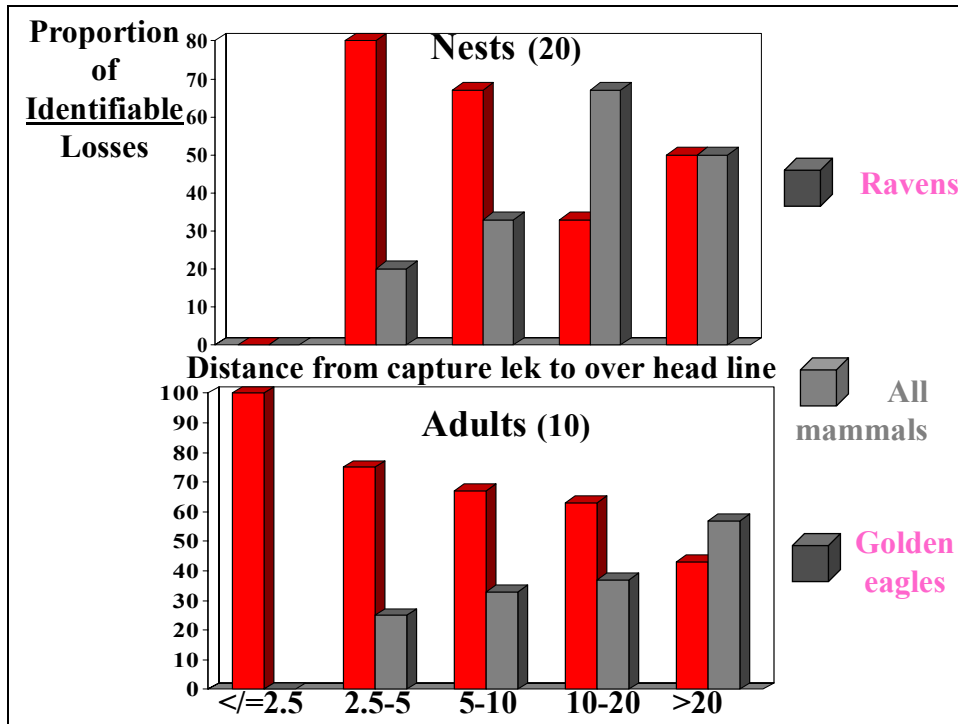 Proportion
of
Identifiable
Losses
Nests (20)
80
70
60
50
40
30
20
10
0
Ravens
Distance from capture lek to over head line
All
mammals
Adults (10)
100
90
80
70
60
50
40
30
20
10
0
Golden
eagles
</=2.5 2.5-5 5-10 10-20 >20